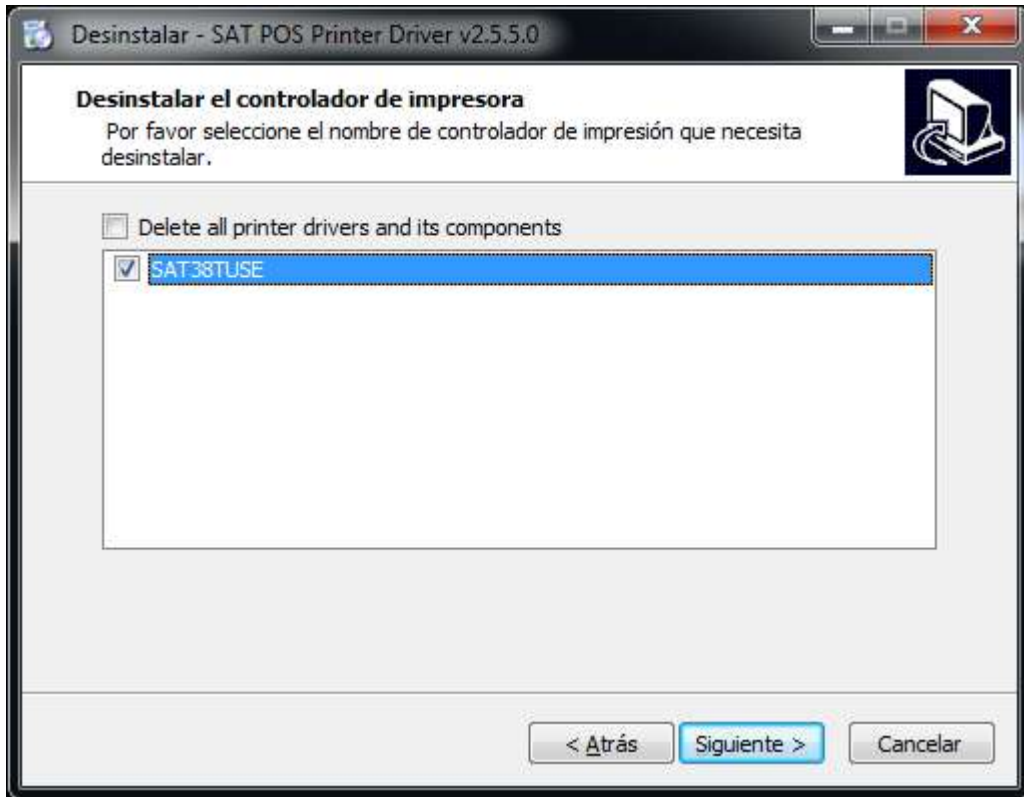 Desinstalar - SAT POS Printer Driver v2.5.5.0
Desinstalar el controlador de impresora
Por favor seleccione el nombre de controlador de impresión que necesita
desinstalar.
Delete all printer drivers and its components
SAT38TUSE
< Atrás
Siguiente >
Cancelar